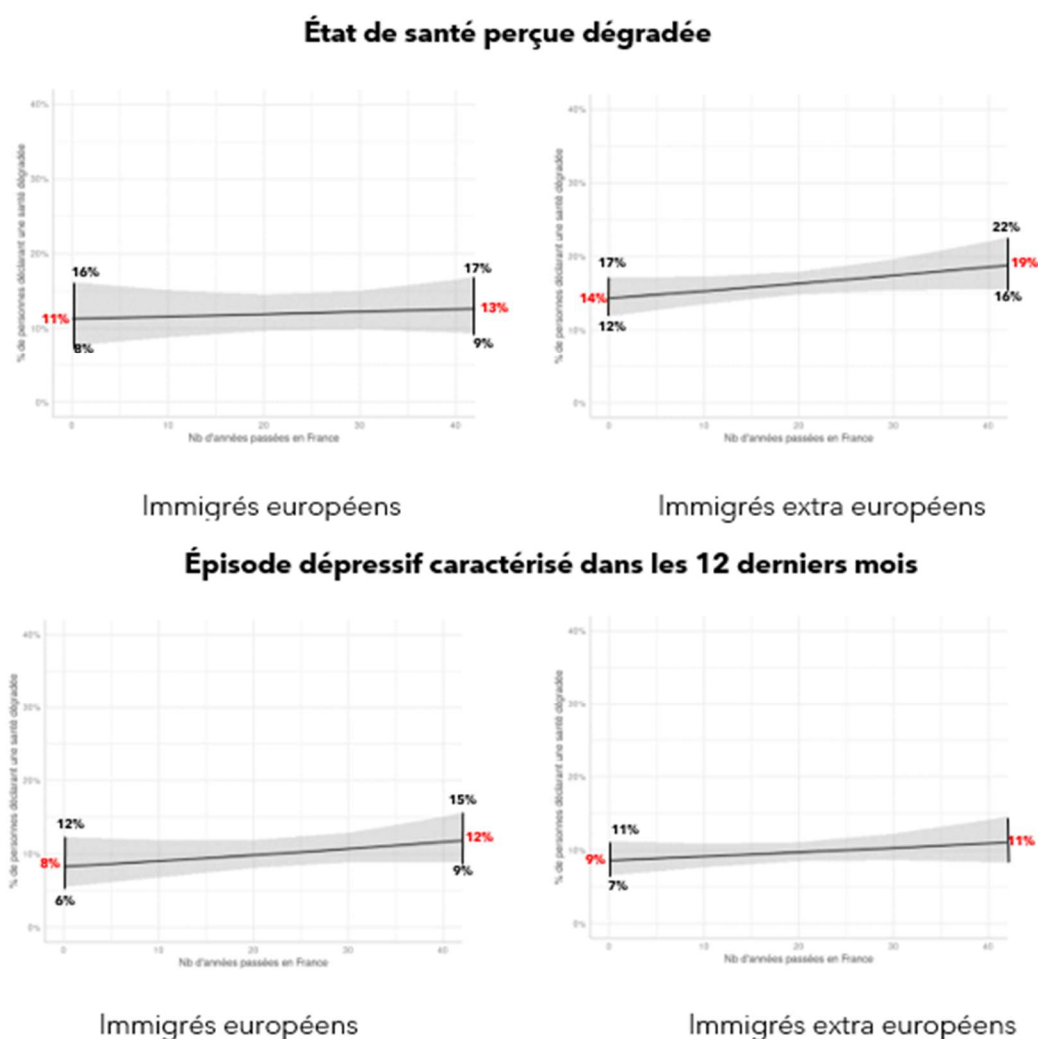 État de santé perçue dégradée
% de personnes déclarant une santé dégradée
40%
30%
20%
10%
0%
16%
11%
8%
17%
13%
9%
0 10 20 30 40
Nb d'années passées en France
Immigrés européens
% de personnes déclarant une santé dégradée
40%
30%
20%
10%
0%
17%
14%
12%
22%
19%
16%
0 10 20 30 40
Nb d'années passées en France
Immigrés extra européens
Épisode dépressif caractérisé dans les 12 derniers mois
% de personnes déclarant une santé dégradée
40%
30%
20%
10%
0%
12%
8%
6%
15%
12%
9%
0 10 20 30 40
Nb d'années passées en France
Immigrés européens
% de personnes déclarant une santé dégradée
40%
30%
20%
10%
0%
11%
9%
7%
11%
0 10 20 30 40
Nb d'années passées en France
Immigrés extra européens